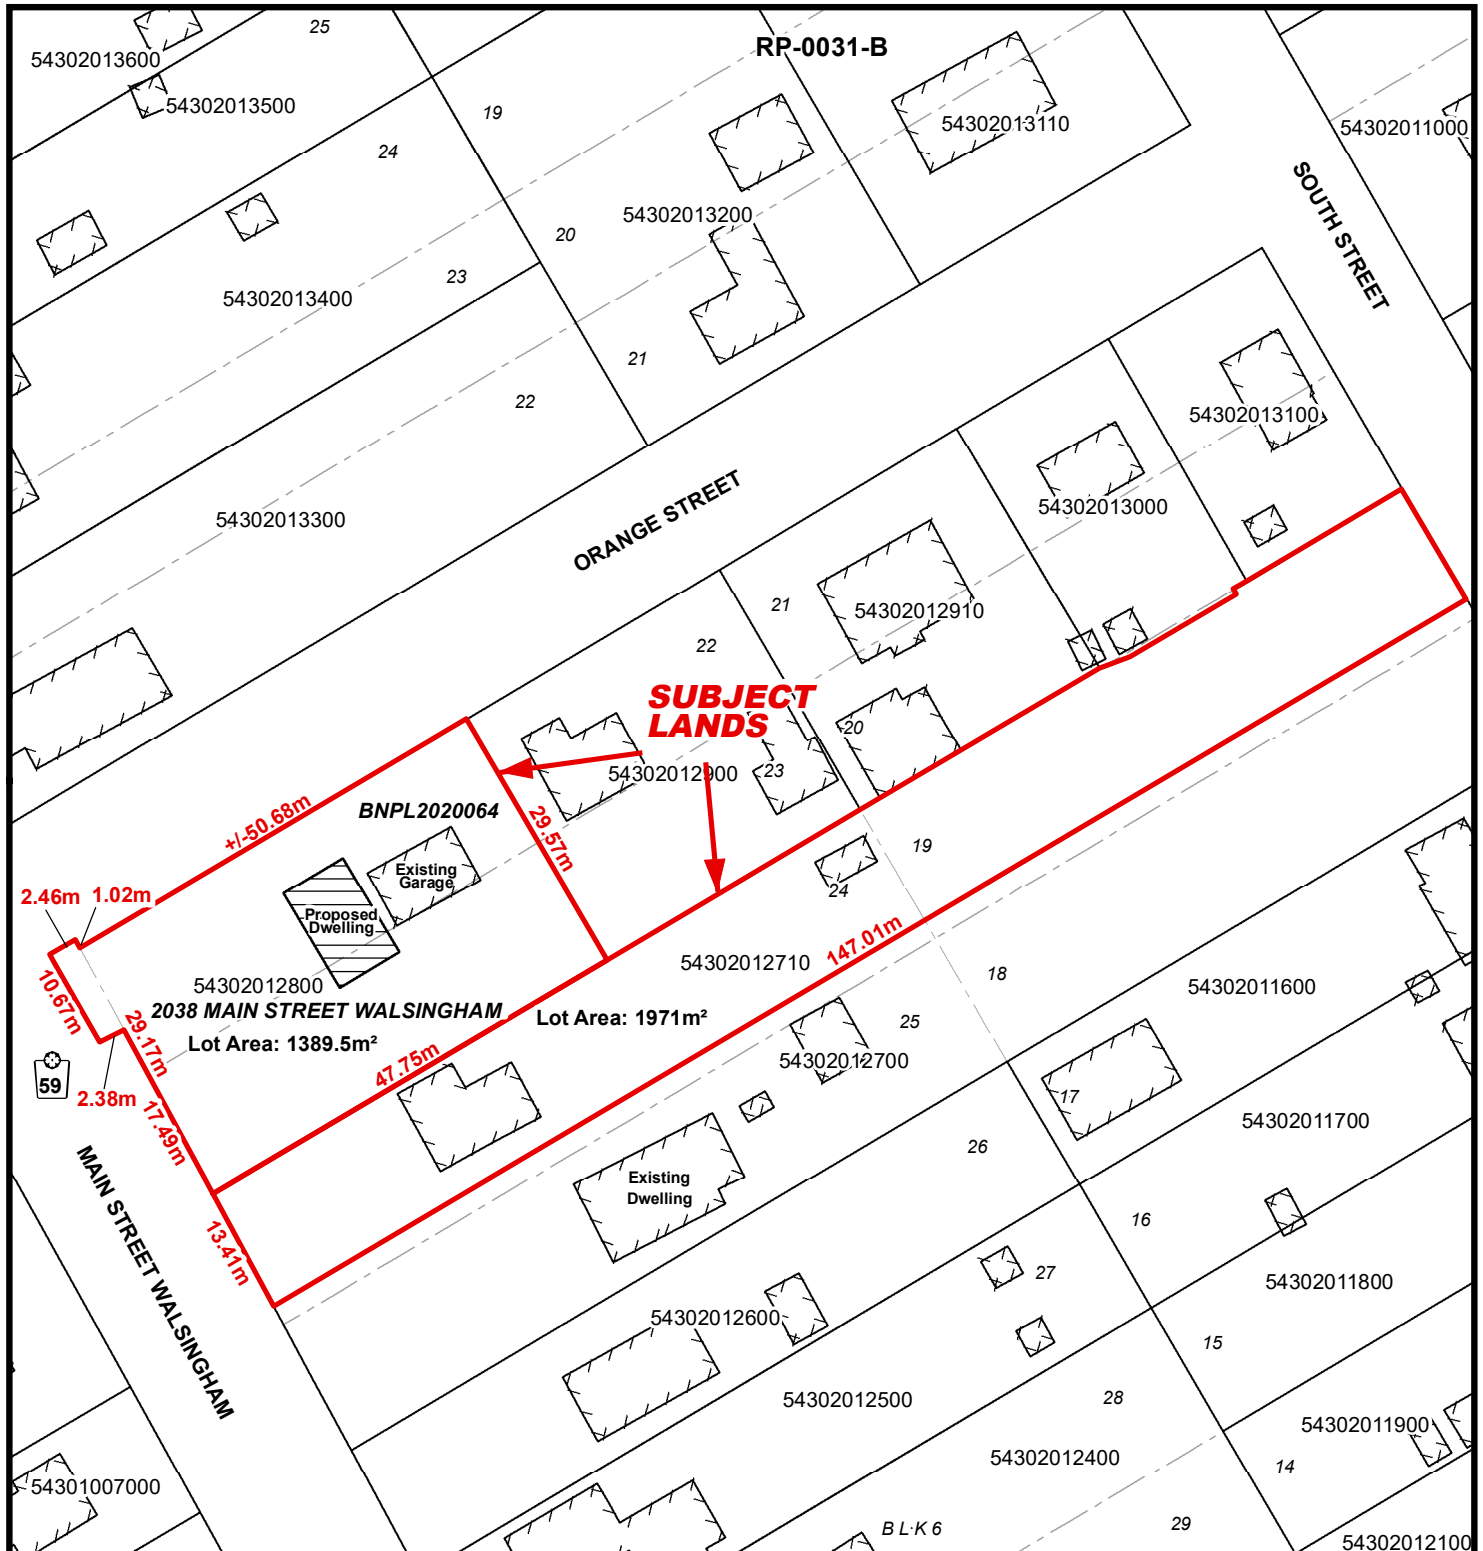 25
RP-0031-B
54302013600
54302013500
19
54302013110
54302011000
24
SOUTH STREET
54302013200
20
23
54302013400
21
22
54302013100
ORANGE STREET
54302013000
54302013300
21
54302012910
22
SUBJECT
LANDS
20
54302012900
23
+/-50.68m
BNPL2020064
29.57m
Existing
Garage
19
24
2.46m
1.02m
Proposed
Dwelling
147.01m
54302012710
18
54302012800
10.67m
54302011600
2038 MAIN STREET WALSINGHAM
Lot Area: 1971m²
25
29.17m
Lot Area: 1389.5m²
47.75m
54302012700
59
2.38m
17
17.49m
54302011700
26
MAIN STREET WALSINGHAM
Existing
Dwelling
16
13.41m
27
54302011800
54302012600
15
54302012500
28
54302011900
54302012400
14
54301007000
B L·K 6
29
54302012100